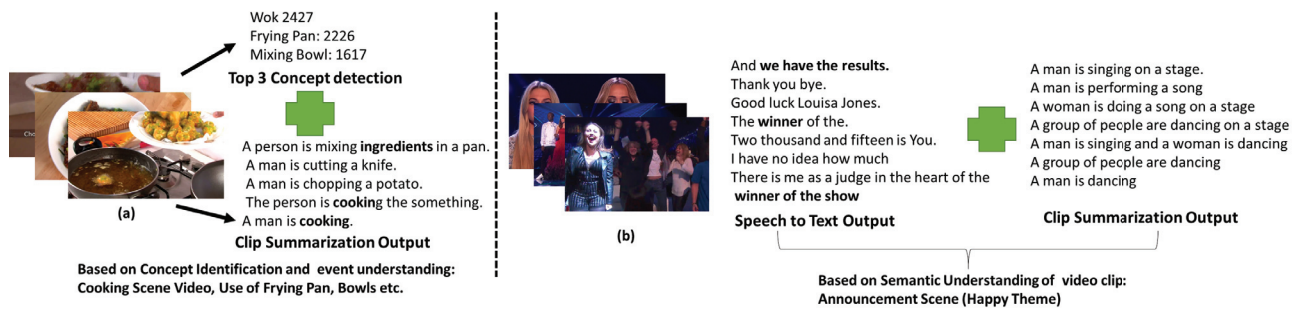 Wok 2427
Frying Pan: 2226
Mixing Bowl: 1617
Top 3 Concept detection
A person is mixing ingredients in a pan.
A man is cutting a knife.
A man is chopping a potato.
The person is cooking the something.
A man is cooking.
Clip Summarization Output
(a)
Based on Concept Identification and event understanding:
Cooking Scene Video, Use of Frying Pan, Bowls etc.
And we have the results.
Thank you bye.
Good luck Louisa Jones.
The winner of the.
Two thousand and fifteen is You.
I have no idea how much
There is me as a judge in the heart of the
winner of the show
Speech to Text Output
(b)
A man is singing on a stage.
A man is performing a song
A woman is doing a song on a stage
A group of people are dancing on a stage
A man is singing and a woman is dancing
A group of people are dancing
A man is dancing
Clip Summarization Output
Based on Semantic Understanding of video clip:
Announcement Scene (Happy Theme)